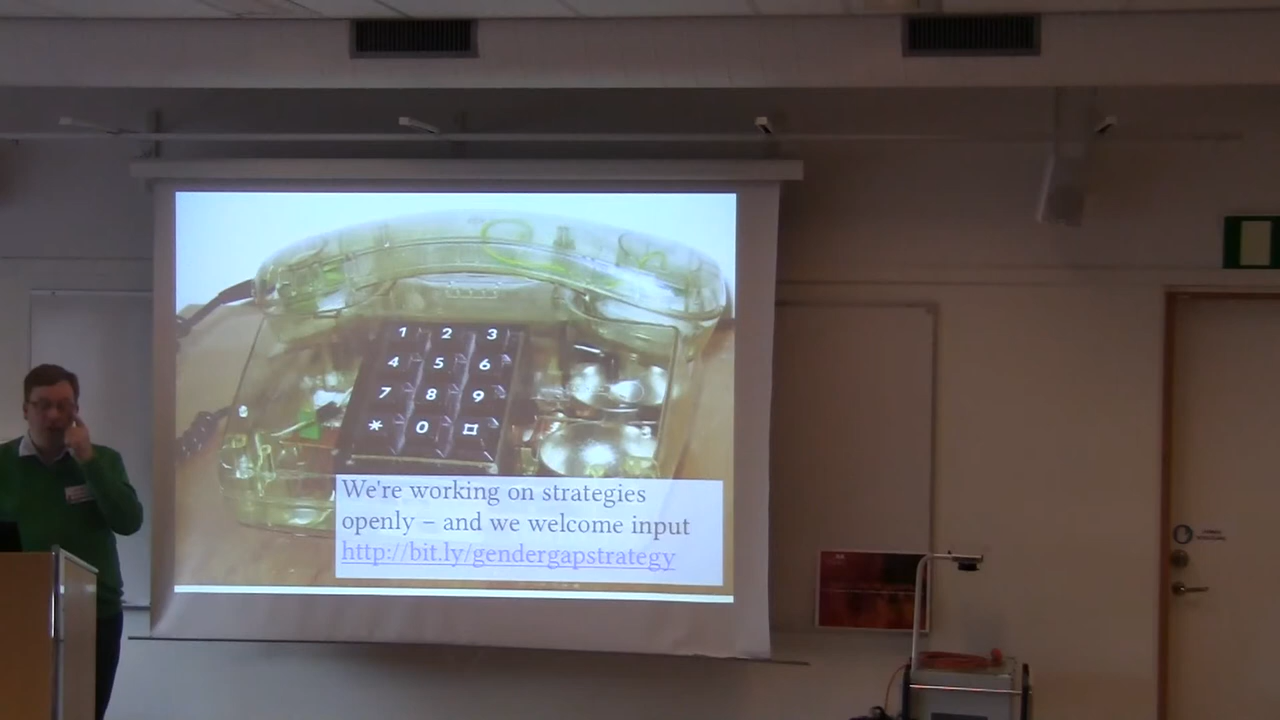 1 2 3
4 5 6
7 8 9
* 0 ⌑
We're working on strategies
openly – and we welcome input
http://bit.ly/gendergapstrategy